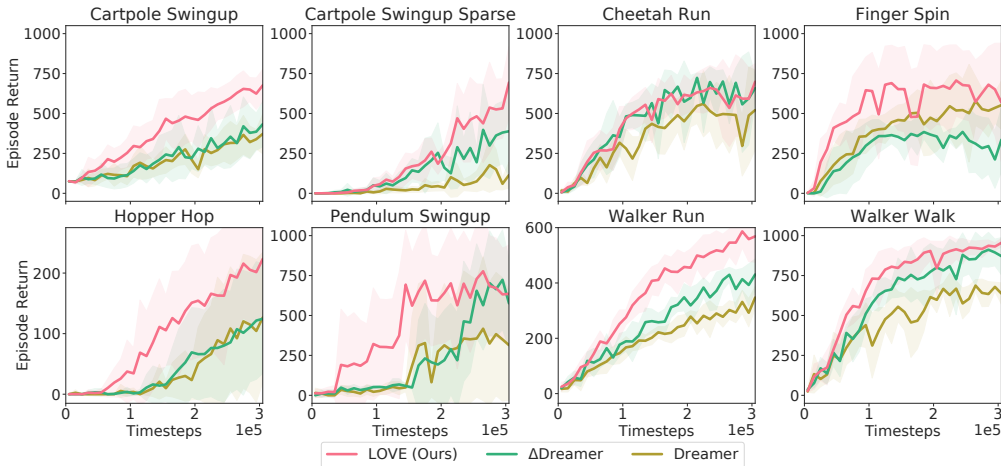 Cartpole Swingup Cartpole Swingup Sparse Cheetah Run Finger Spin
Episode Return
1000 750 500 250 0
1000 750 500 250 0
1000 750 500 250 0
1000 750 500 250 0
Hopper Hop Pendulum Swingup Walker Run Walker Walk
Episode Return
200 100 0
1000 750 500 250 0
600 400 200 0
1000 750 500 250 0
0 1 2 3 0 1 2 3 0 1 2 3 0 1 2 3
Timesteps 1e5 Timesteps 1e5 Timesteps 1e5 Timesteps 1e5
LOVE (Ours) ΔDreamer Dreamer